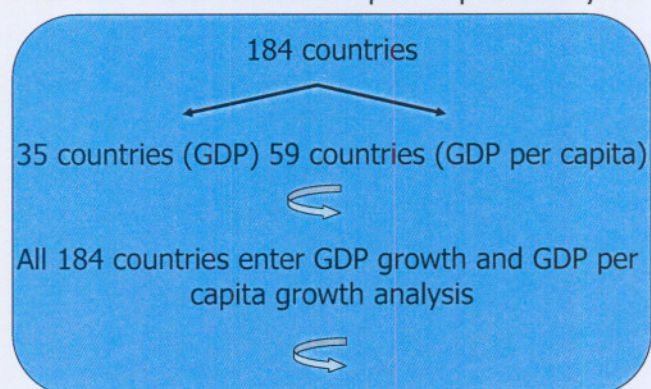 184 countries
35 countries (GDP) 59 countries (GDP per capita)
All 184 countries enter GDP growth and GDP per
capita growth analysis